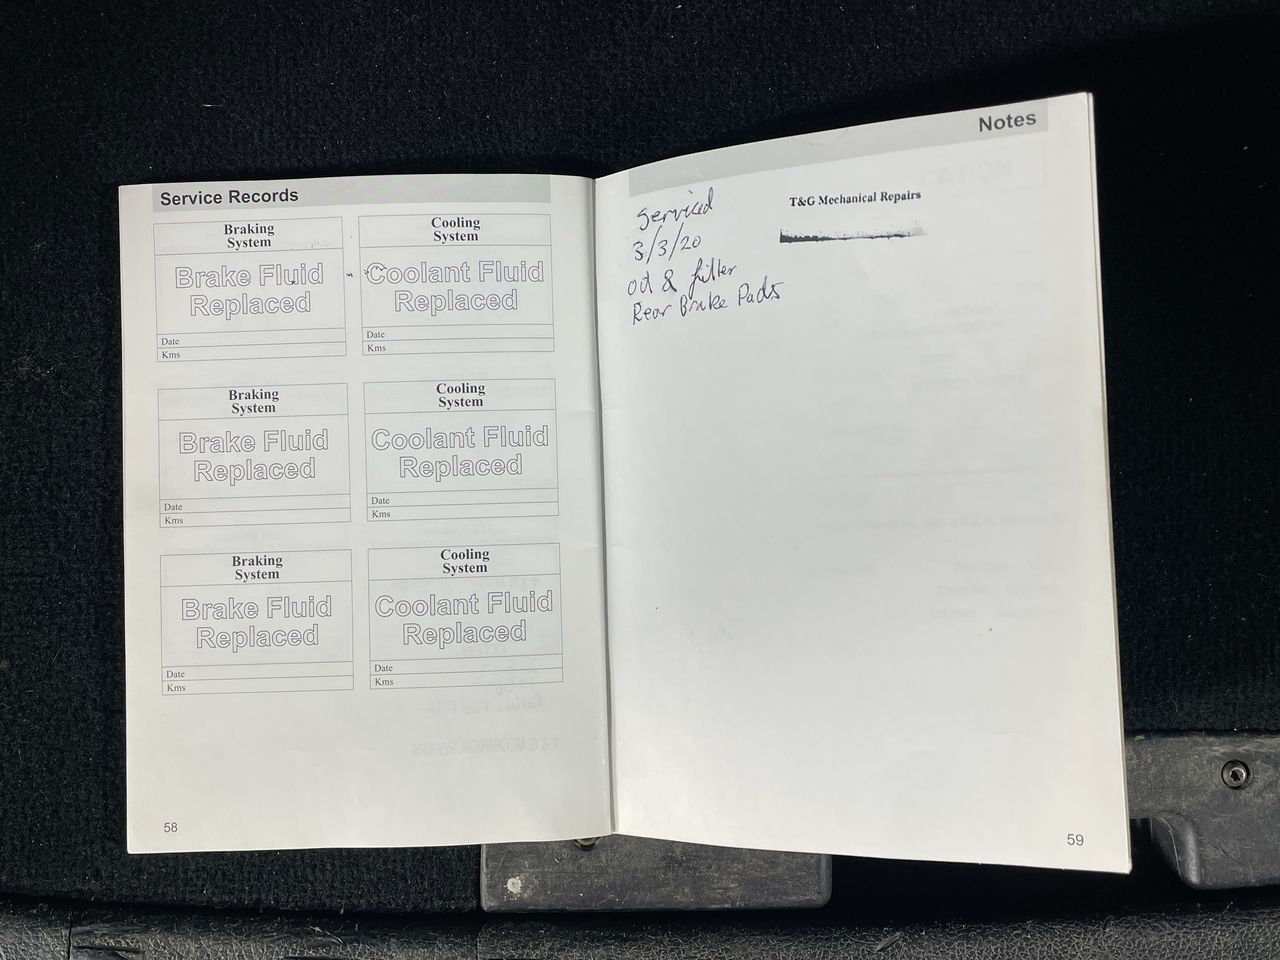 Service Records
Braking
System
Brake Fluid
Replaced
Date
Kms
Cooling
System
Coolant Fluid
Replaced
Date
Kms
Braking
System
Brake Fluid
Replaced
Date
Kms
Cooling
System
Coolant Fluid
Replaced
Date
Kms
Braking
System
Brake Fluid
Replaced
Date
Kms
Cooling
System
Coolant Fluid
Replaced
Date
Kms
T & G MECHANICAL REPAIRS
58
Notes
T&G Mechanical Repairs
Serviced
3/3/20
oil & filter
Rear Brake Pads
59